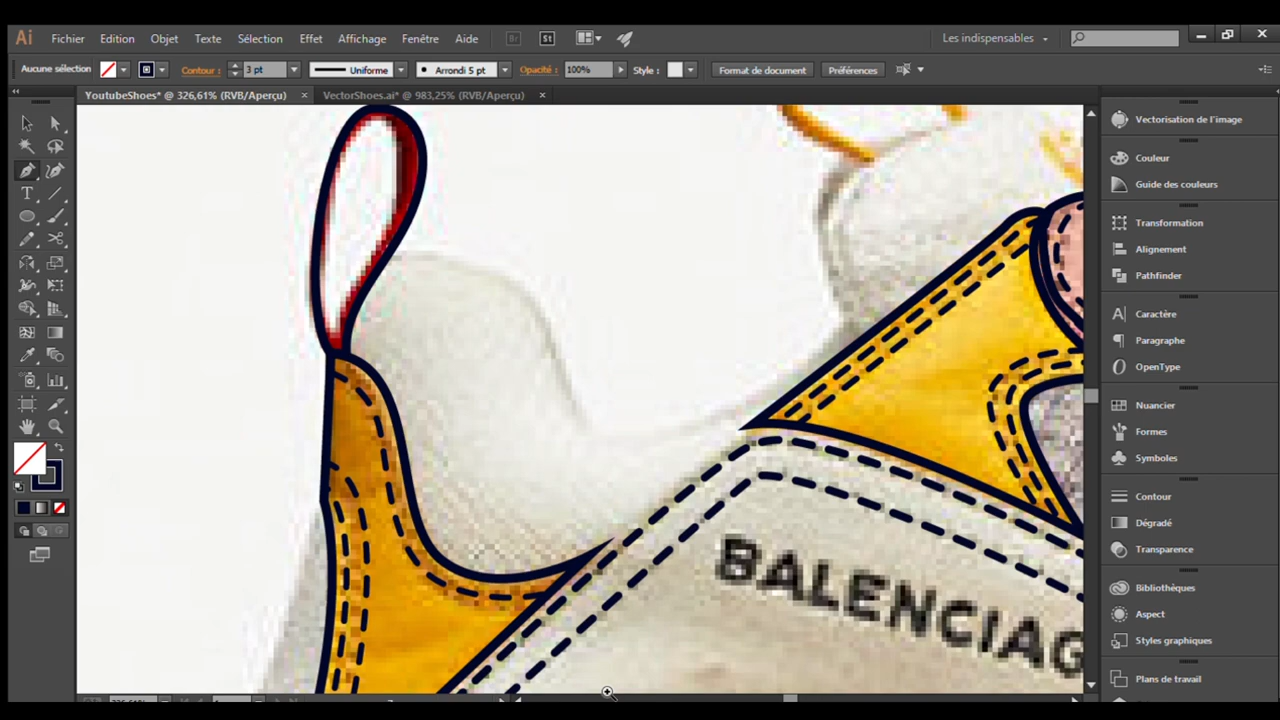 Ai Fichier Edition Objet Texte Sélection Effet Affichage Fenêtre Aide Br St Les indispensables
Aucune sélection Contour : 3 pt Uniforme Arrondi 5 pt Opacité : 100% Style : Format de document Préférences
YoutubeShoes* @ 326,61% (RVB/Aperçu) × VectorShoes.ai* @ 983,25% (RVB/Aperçu) ×
Vectorisation de l'image
Couleur
Guide des couleurs
Transformation
Alignement
Pathfinder
Caractère
Paragraphe
OpenType
Nuancier
Formes
Symboles
Contour
Dégradé
Transparence
Bibliothèques
Aspect
Styles graphiques
Plans de travail
BALENCIAG